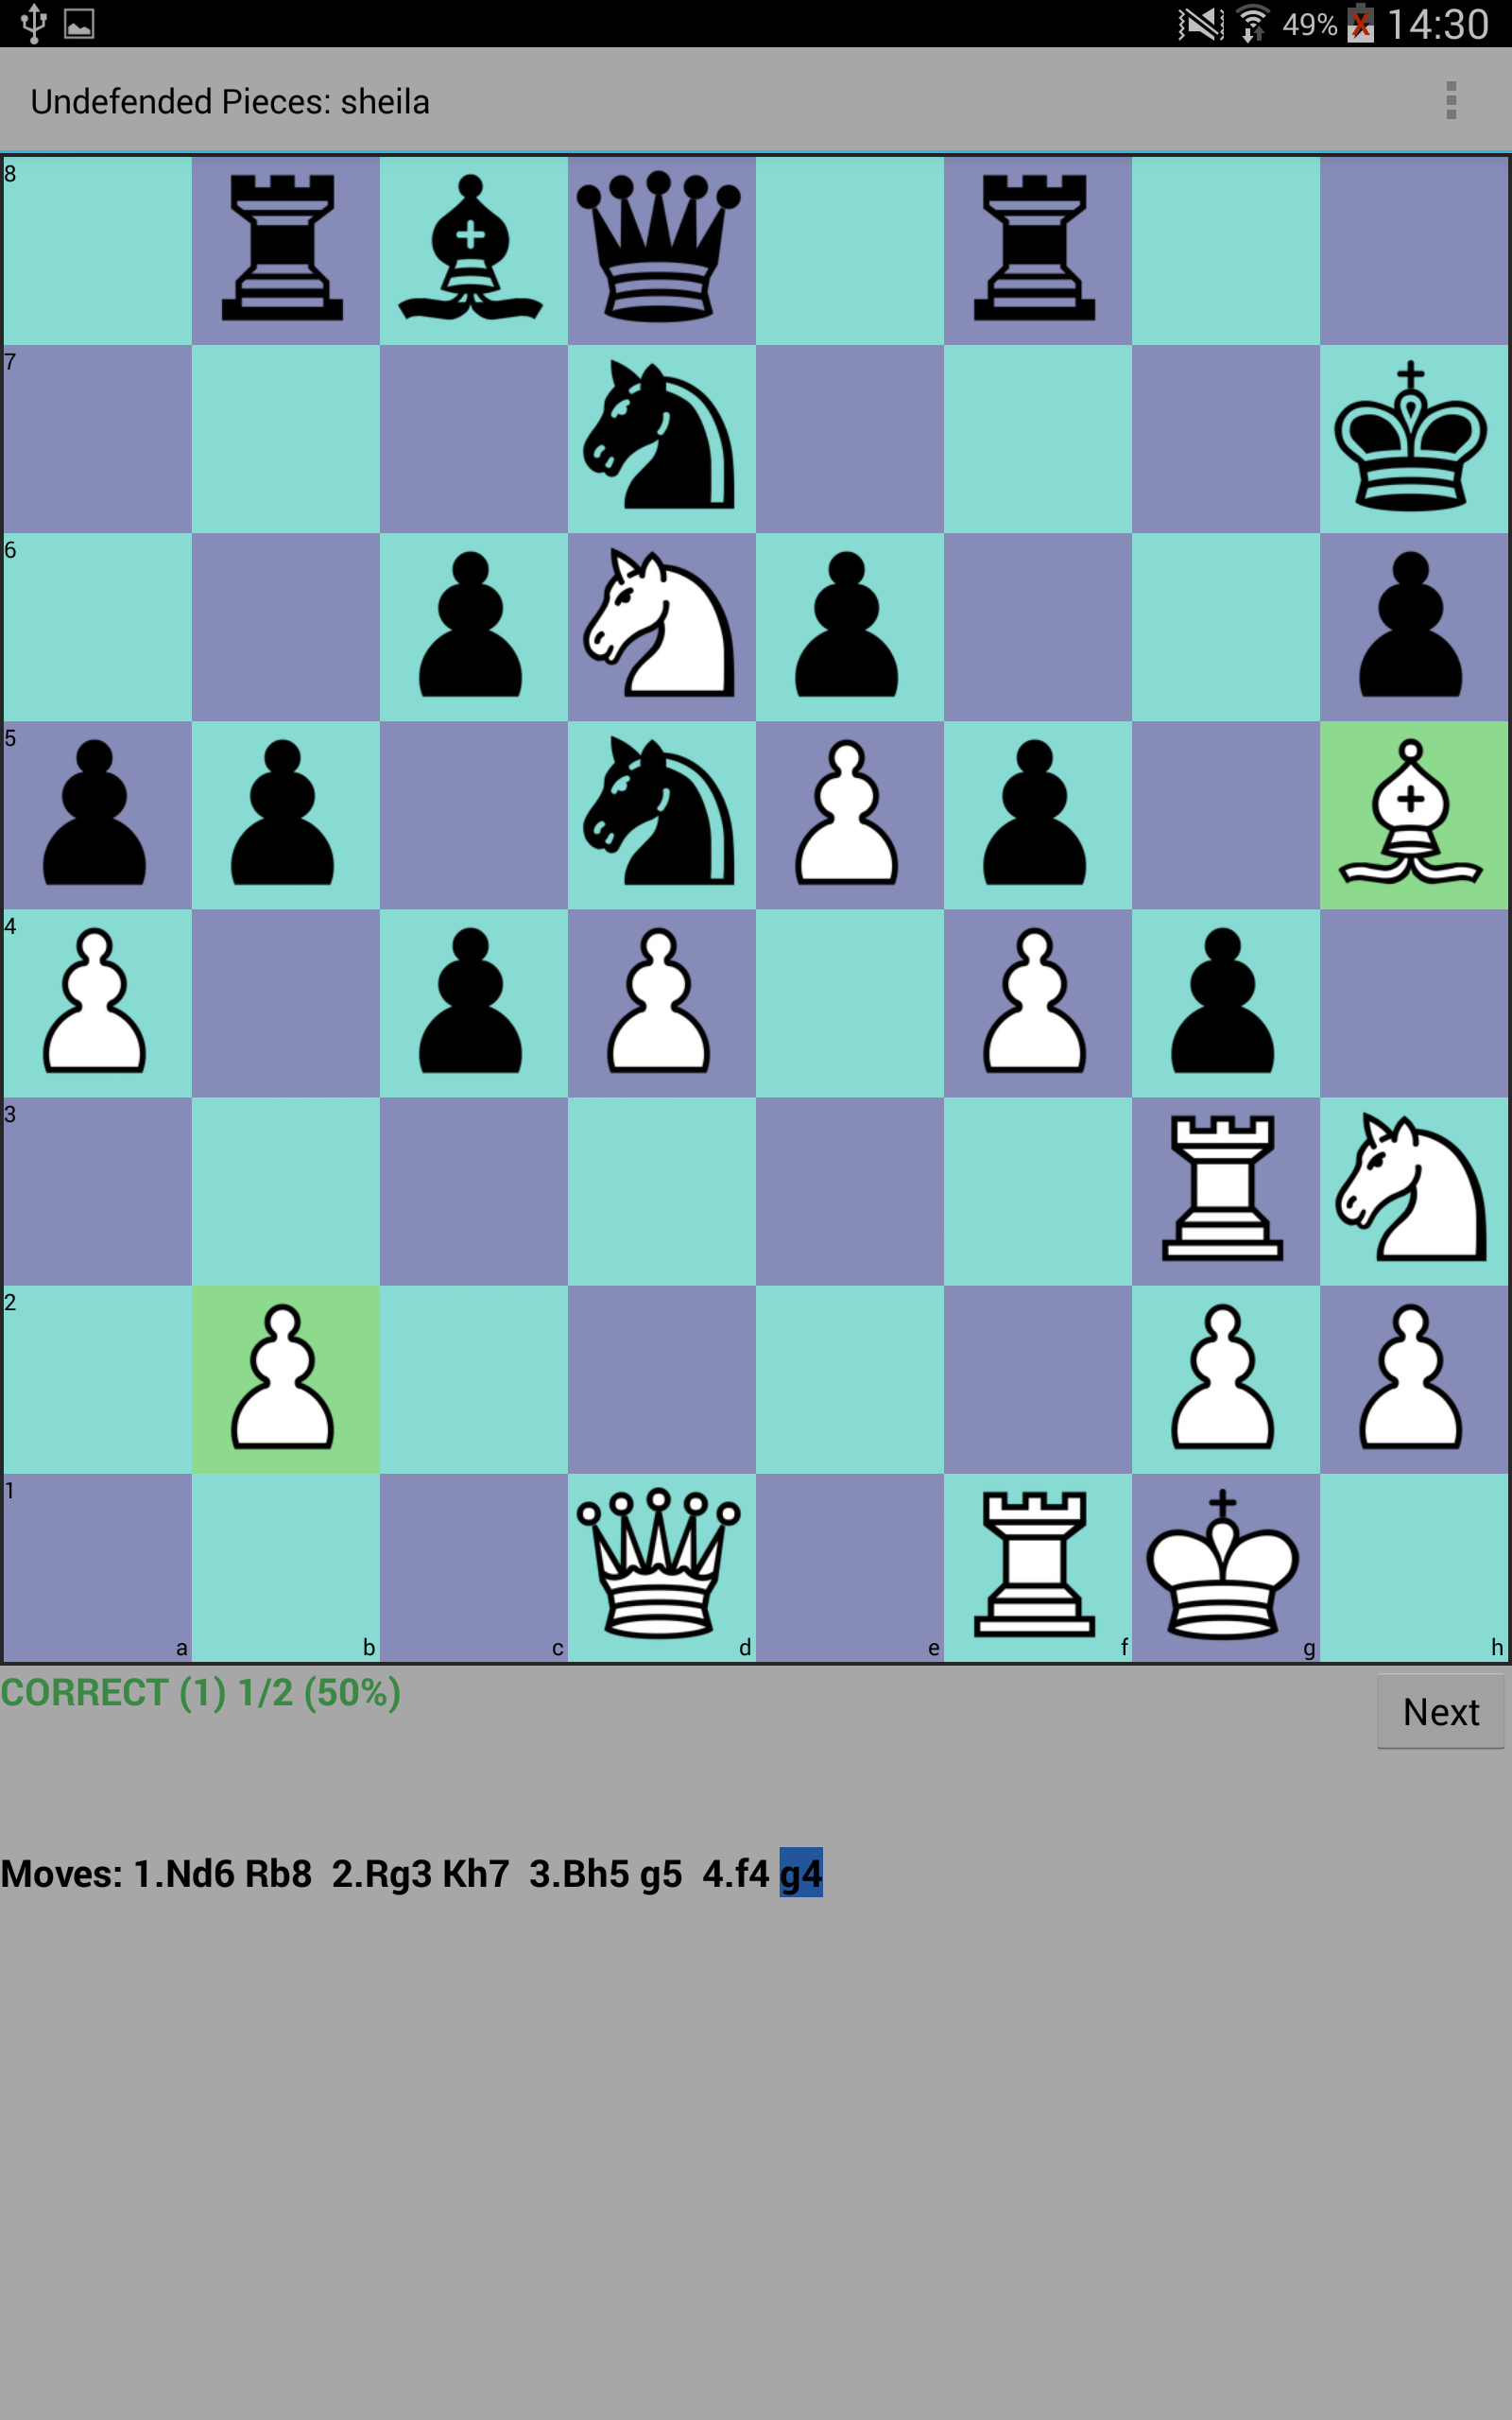 49% 14:30
Undefended Pieces: sheila
8
7
6
5
4
3
2
1
a b c d e f g h
CORRECT (1) 1/2 (50%)
Next
Moves: 1.Nd6 Rb8 2.Rg3 Kh7 3.Bh5 g5 4.f4 g4